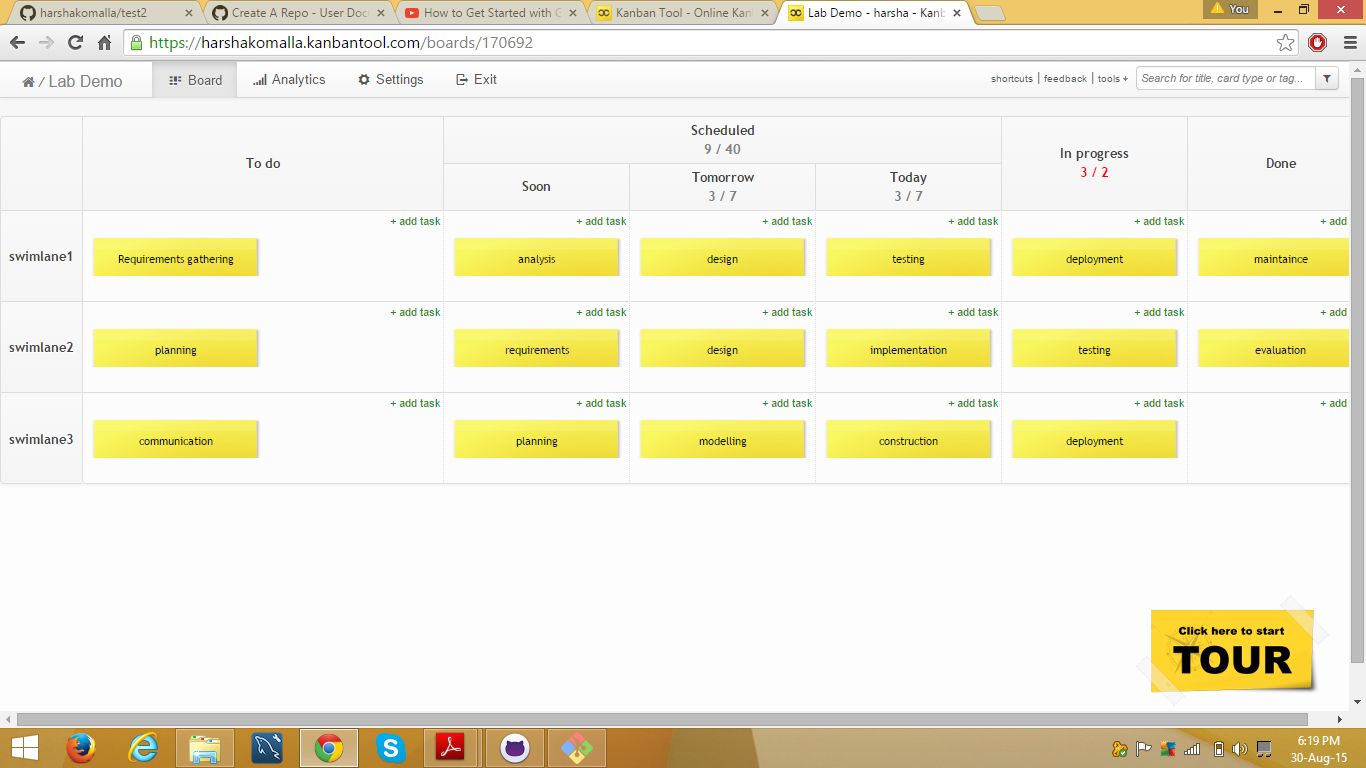 harshakomalla/test2
Create A Repo - User Doc
How to Get Started with G
Kanban Tool - Online Kan
Lab Demo - harsha - Kanb
You
https://harshakomalla.kanbantool.com/boards/170692
/ Lab Demo
Board
Analytics
Settings
Exit
shortcuts | feedback | tools
Search for title, card type or tag...
To do
Scheduled
9 / 40
Soon
Tomorrow
3 / 7
Today
3 / 7
In progress
3 / 2
Done
+ add task + add task + add task + add task + add task + add
swimlane1 Requirements gathering analysis design testing deployment maintaince
+ add task + add task + add task + add task + add task + add
swimlane2 planning requirements design implementation testing evaluation
+ add task + add task + add task + add task + add task + add
swimlane3 communication planning modelling construction deployment
Click here to start
TOUR
6:19 PM
30-Aug-15